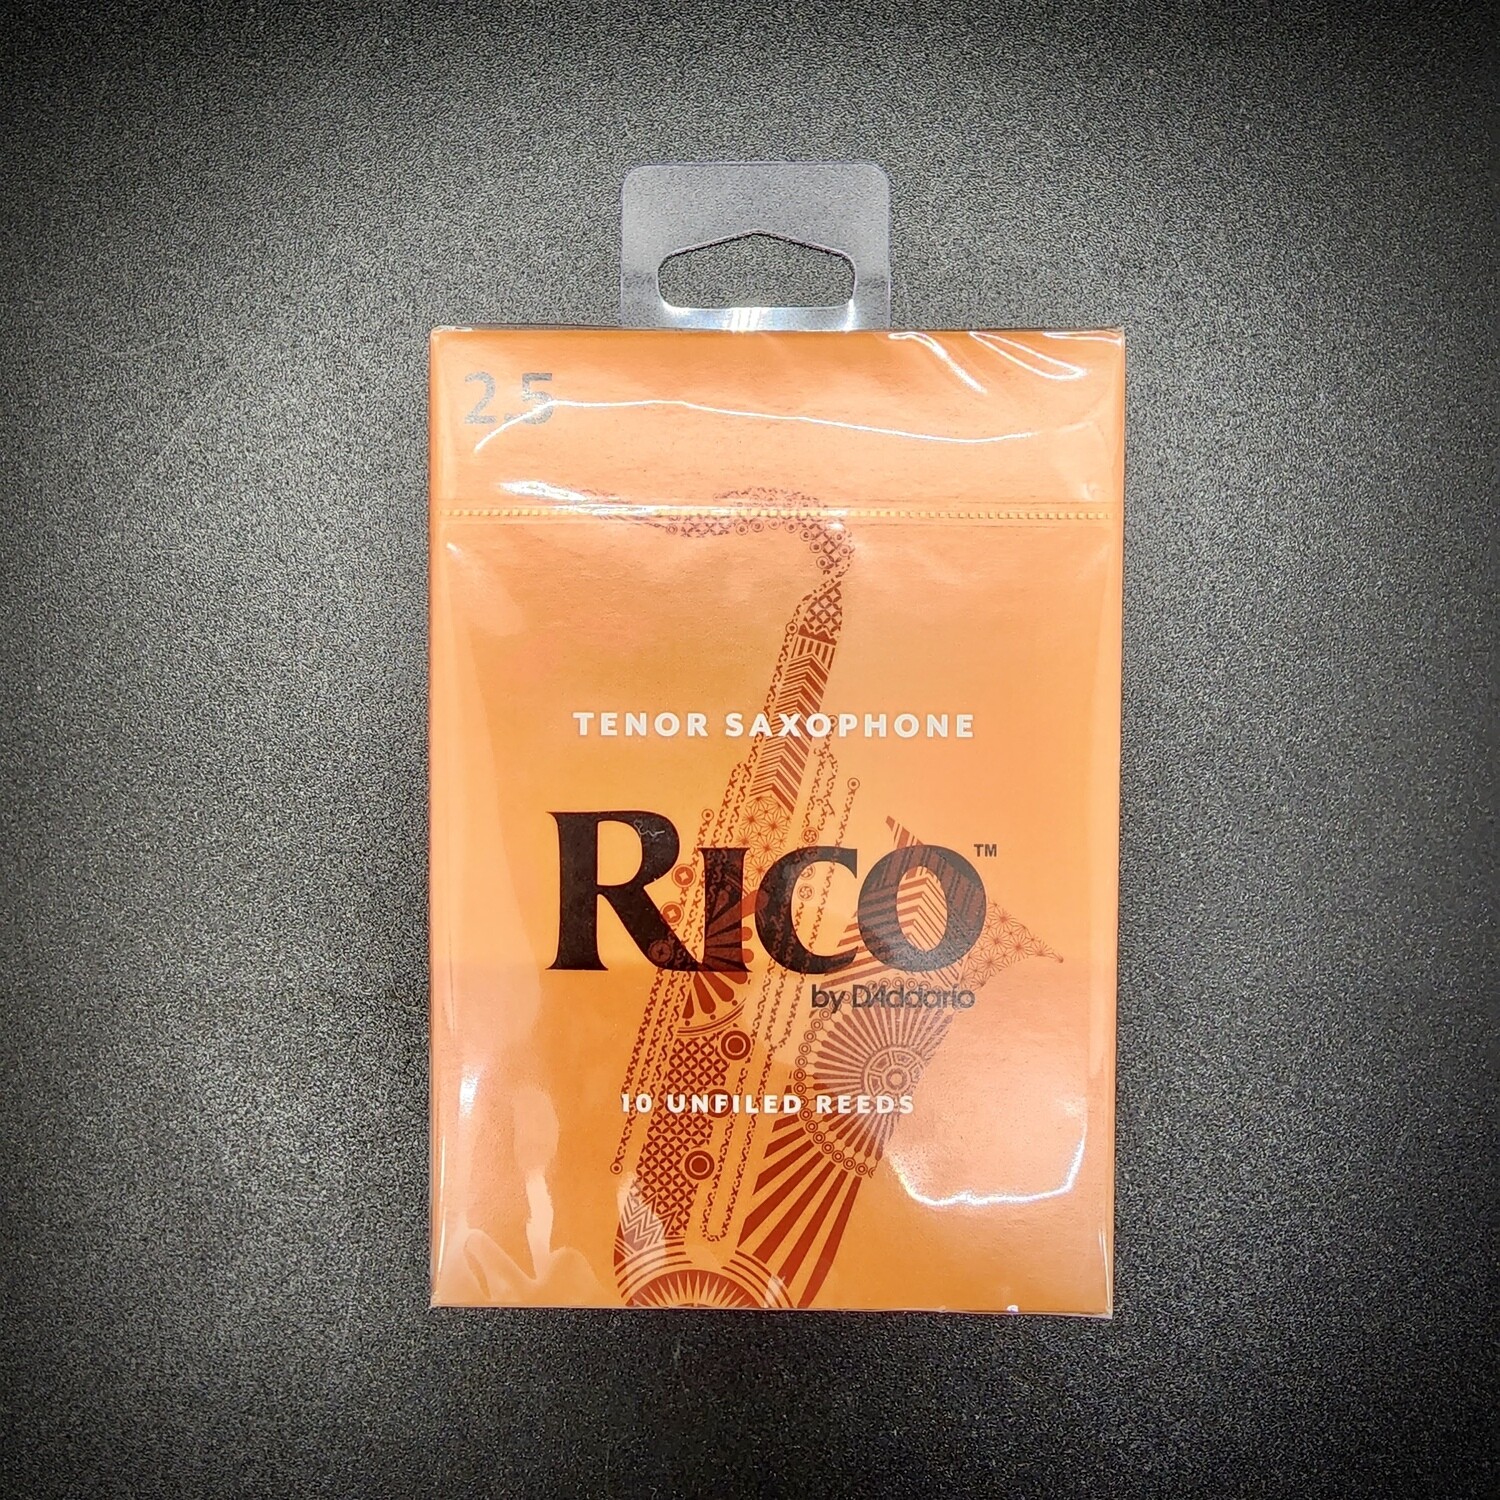 2.5
TENOR SAXOPHONE
RICO™
by D'Addario
10 UNFILED REEDS